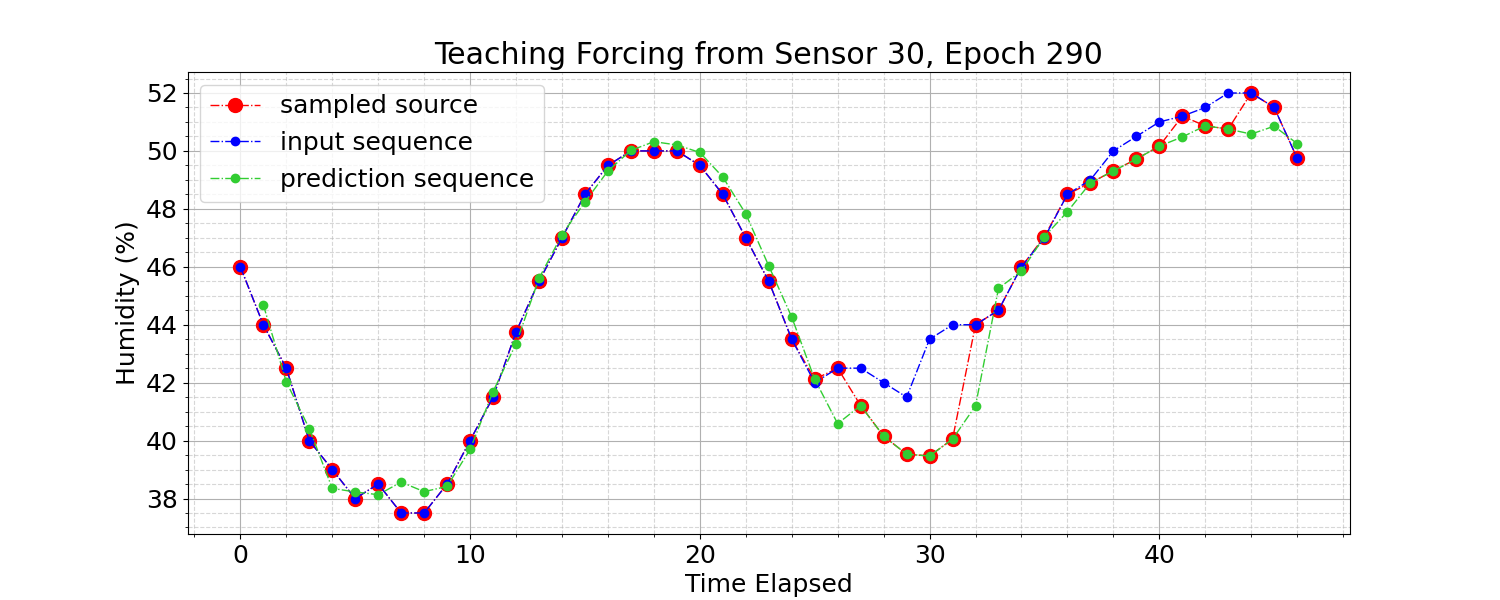 Teaching Forcing from Sensor 30, Epoch 290
sampled source
input sequence
prediction sequence
Humidity (%)
52
50
48
46
44
42
40
38
0 10 20 30 40
Time Elapsed